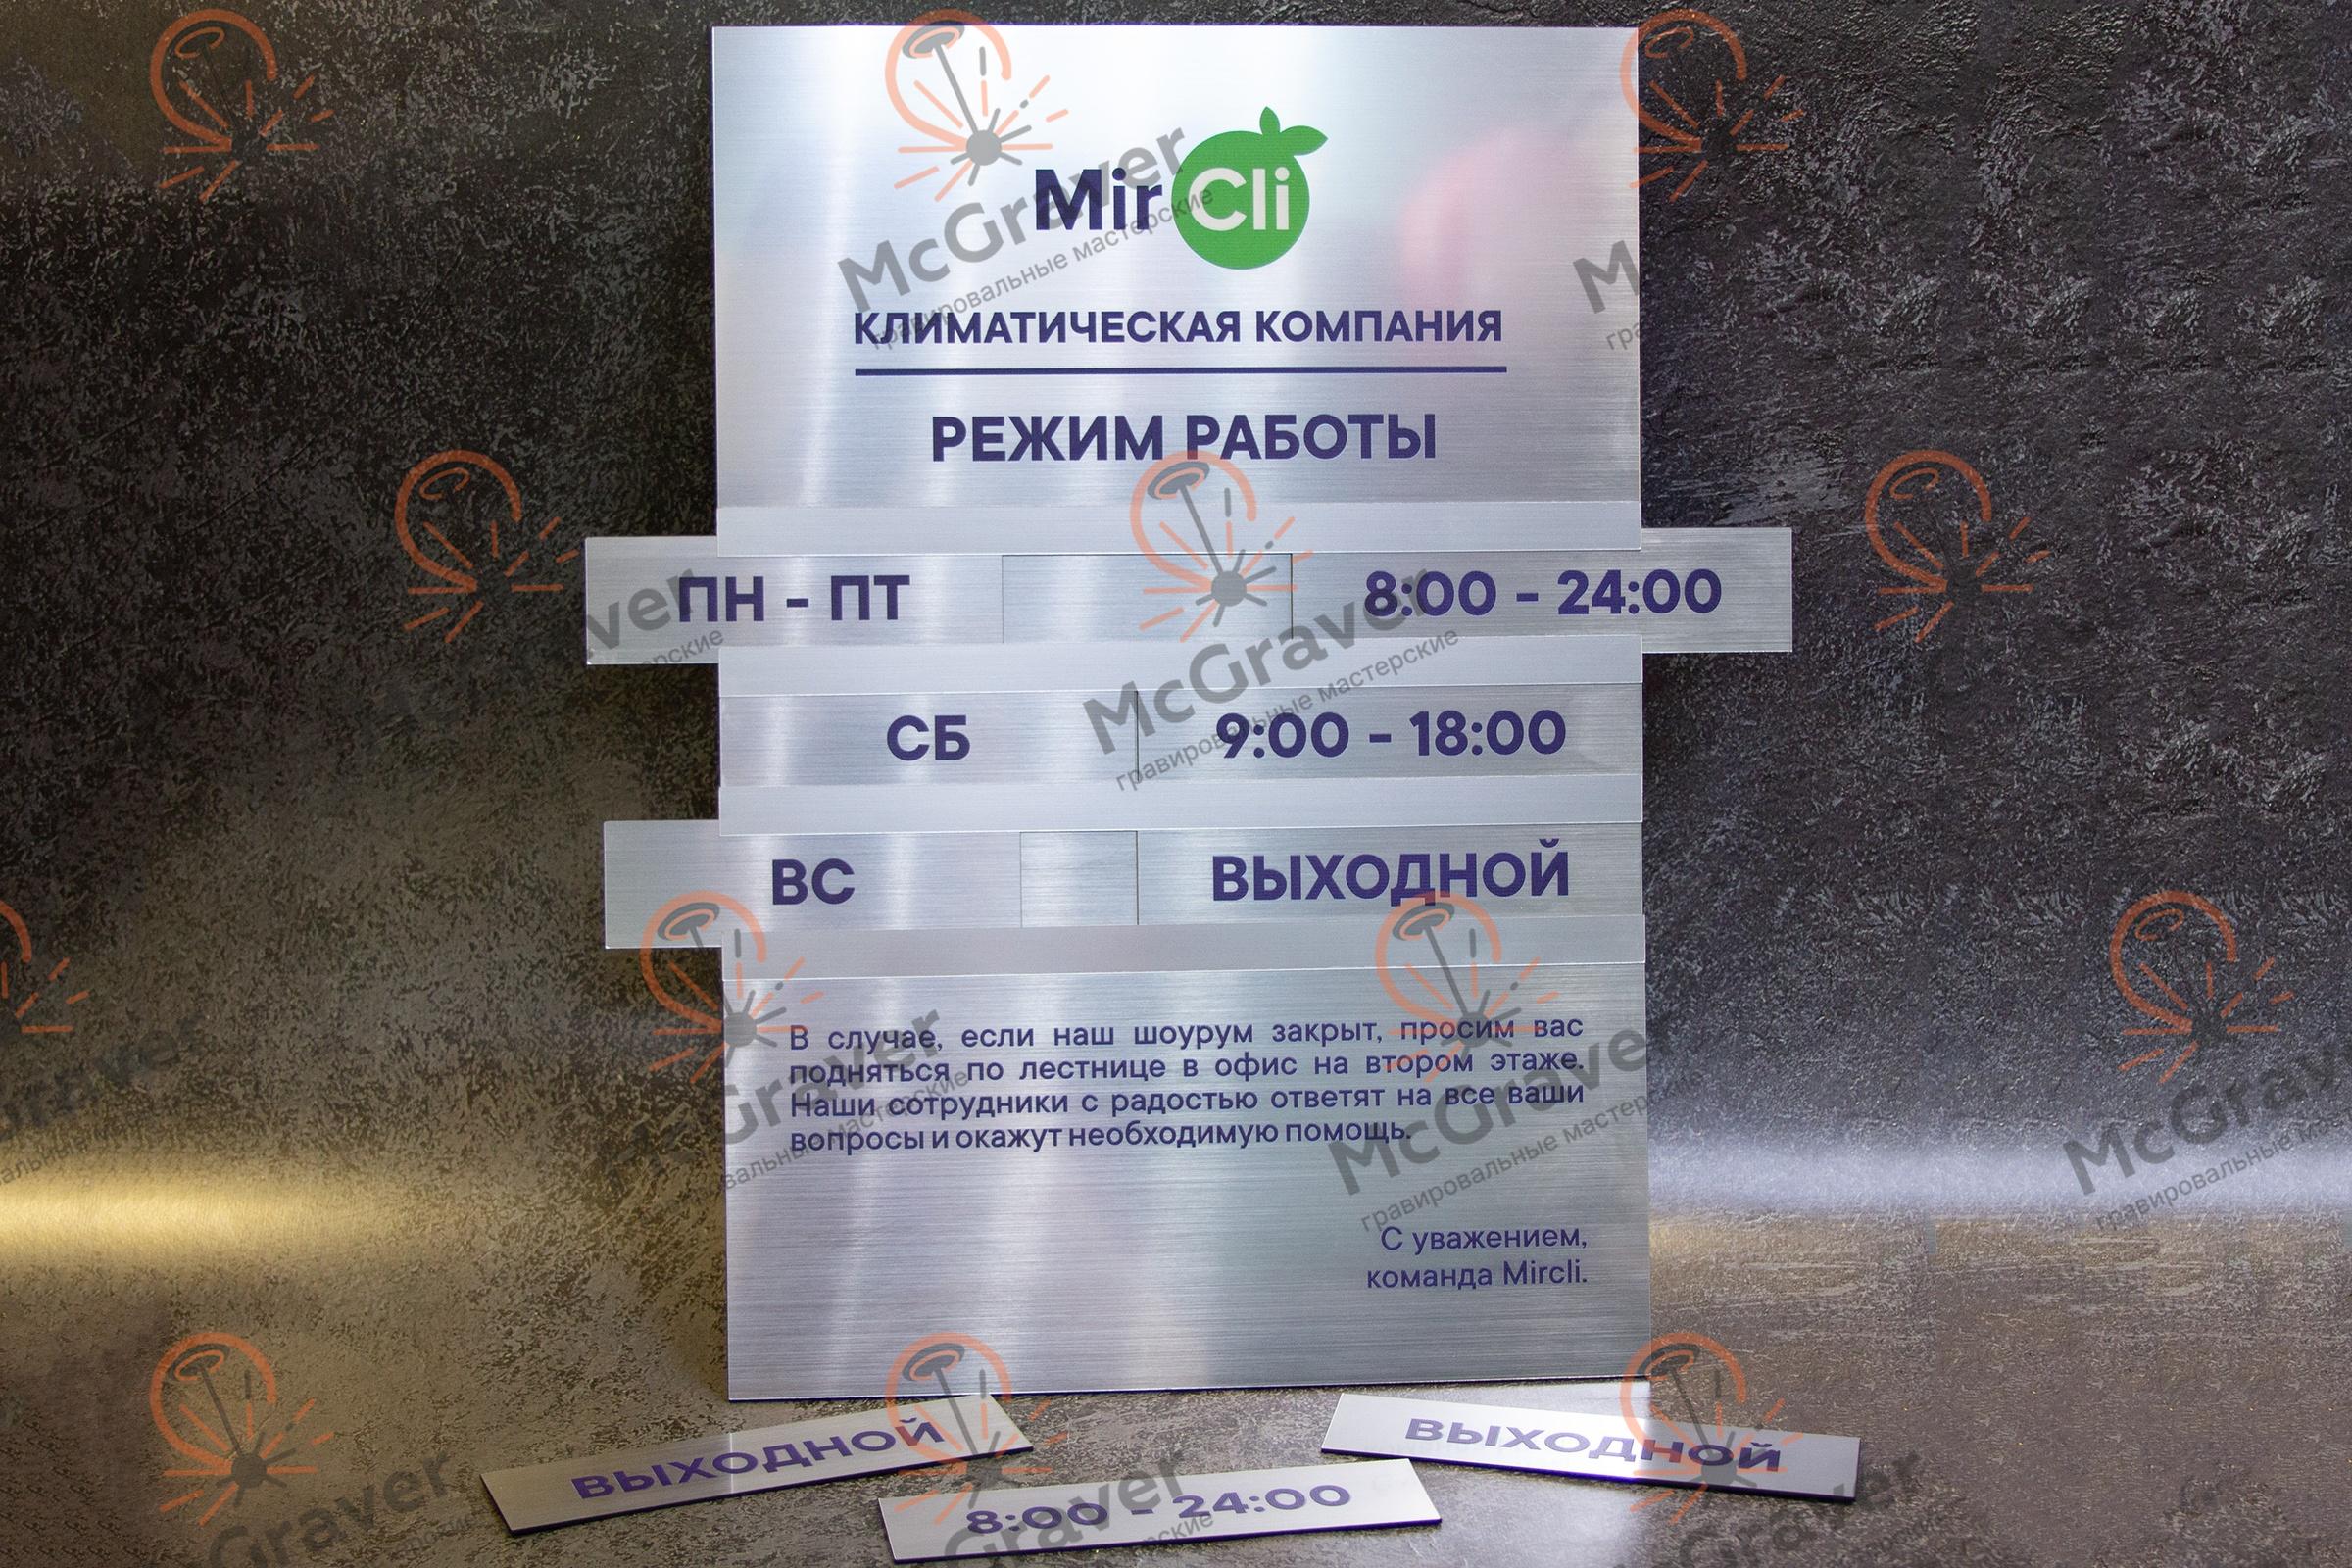 Mir Cli
КЛИМАТИЧЕСКАЯ КОМПАНИЯ
РЕЖИМ РАБОТЫ
ПН - ПТ 8:00 - 24:00
СБ 9:00 - 18:00
ВС ВЫХОДНОЙ
В случае, если наш шоурум закрыт, просим вас
подняться по лестнице в офис на втором этаже.
Наши сотрудники с радостью ответят на все ваши
вопросы и окажут необходимую помощь.
С уважением,
команда Mircli.
ВЫХОДНОЙ
8:00 - 24:00
ВЫХОДНОЙ
McGraver
гравировальные мастерские